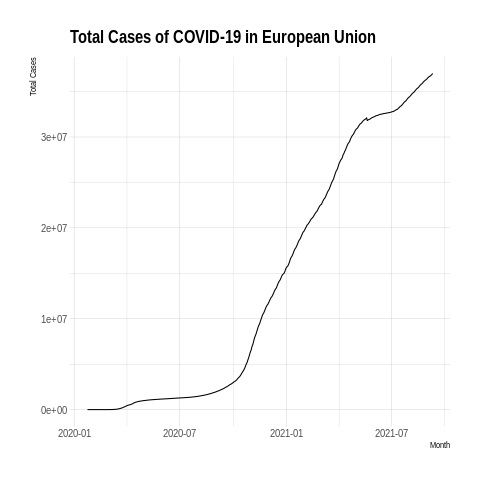 Total Cases of COVID-19 in European Union
Total Cases
3e+07
2e+07
1e+07
0e+00
2020-01 2020-07 2021-01 2021-07
Month